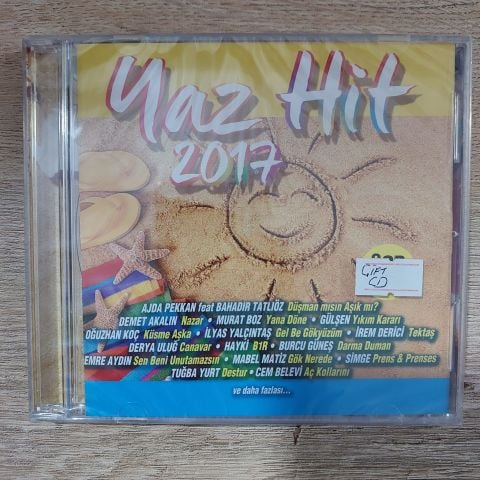 Yaz Hit
2017
ÇİFT
CD
AJDA PEKKAN feat BAHADIR TATLIÖZ Düşman mısın Aşık mı?
DEMET AKALIN Nazar • MURAT BOZ Yana Döne • GÜLŞEN Yıkım Kararı
OĞUZHAN KOÇ Küsme Aşka • İLYAS YALÇINTAŞ Gel Be Gökyüzüm • İREM DERİCİ Tektaş
DERYA ULUĞ Canavar • HAYKİ B1R • BURCU GÜNEŞ Darma Duman
EMRE AYDIN Sen Beni Unutamazsın • MABEL MATİZ Gök Nerede • SİMGE Prens & Prenses
TUĞBA YURT Destur • CEM BELEVİ Aç Kollarını
ve daha fazlası...